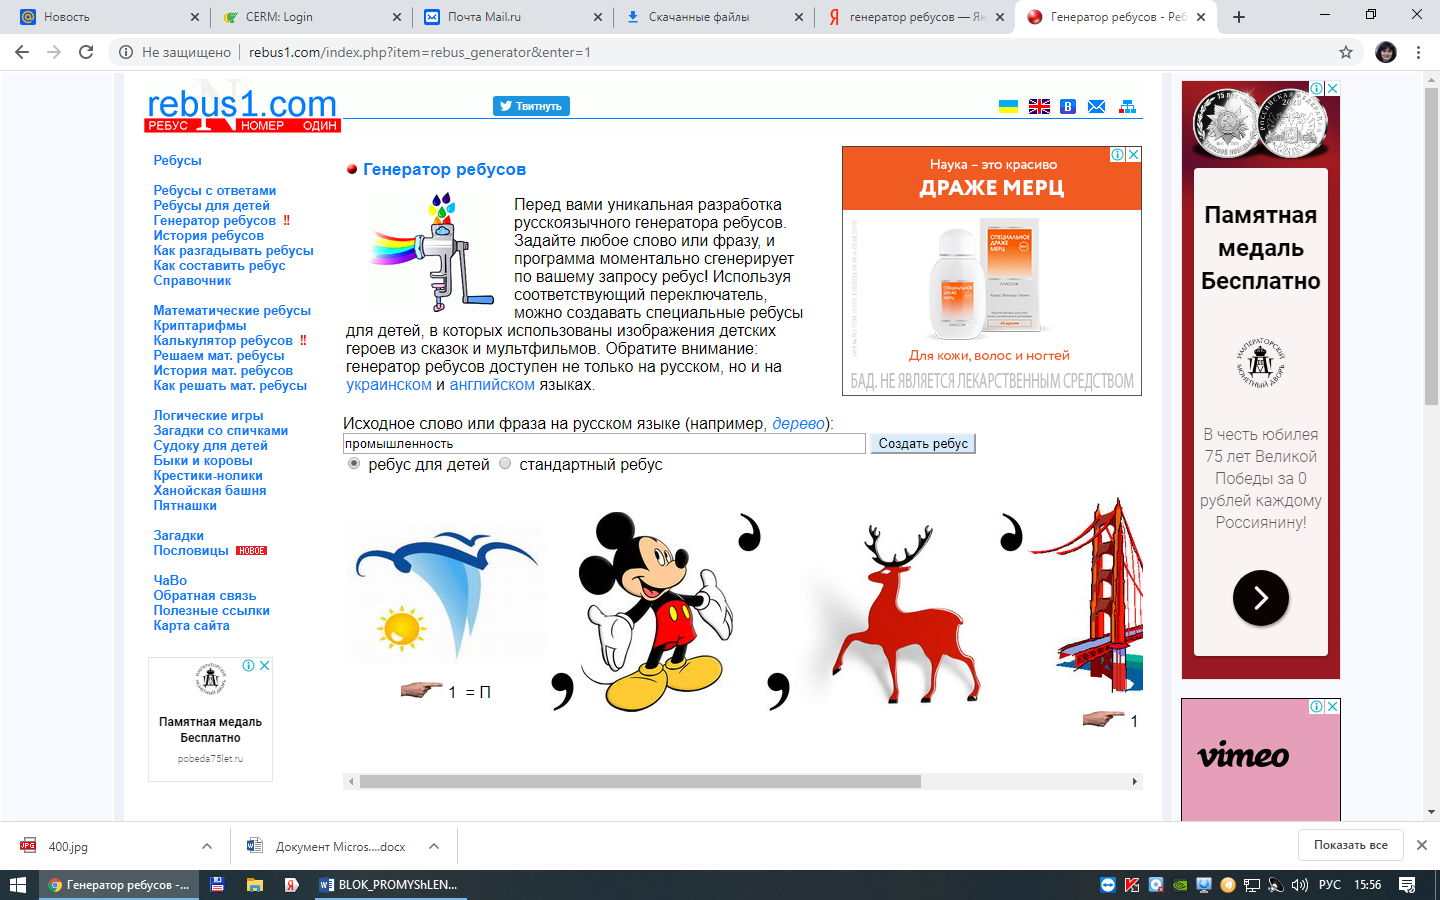 Новость
CERM: Login
Почта Mail.ru
Скачанные файлы
генератор ребусов — Ян
Генератор ребусов - Реб
Не защищено
rebus1.com/index.php?item=rebus_generator&enter=1
rebus1.com
РЕБУС НОМЕР ОДИН
Твитнуть
Ребусы
Ребусы с ответами
Ребусы для детей
Генератор ребусов !!
История ребусов
Как разгадывать ребусы
Как составить ребус
Справочник
Математические ребусы
Криптарифмы
Калькулятор ребусов !!
Решаем мат. ребусы
История мат. ребусов
Как решать мат. ребусы
Логические игры
Загадки со спичками
Судоку для детей
Быки и коровы
Крестики-нолики
Ханойская башня
Пятнашки
Загадки
Пословицы НОВОЕ
ЧаВо
Обратная связь
Полезные ссылки
Карта сайта
Памятная медаль
Бесплатно
pobeda75let.ru
Генератор ребусов
Перед вами уникальная разработка
русскоязычного генератора ребусов.
Задайте любое слово или фразу, и
программа моментально сгенерирует
по вашему запросу ребус! Используя
соответствующий переключатель,
можно создавать специальные ребусы
для детей, в которых использованы изображения детских
героев из сказок и мультфильмов. Обратите внимание:
генератор ребусов доступен не только на русском, но и на
украинском и английском языках.
Наука – это красиво
ДРАЖЕ МЕРЦ
СПЕЦИАЛЬНОЕ
ДРАЖЕ
МЕРЦ
Для кожи, волос и ногтей
БАД. НЕ ЯВЛЯЕТСЯ ЛЕКАРСТВЕННЫМ СРЕДСТВОМ
Исходное слово или фраза на русском языке (например, дерево):
промышленность
Создать ребус
ребус для детей
стандартный ребус
,
,
,
,
1 = П
1
Памятная
медаль
Бесплатно
ИМПЕРАТОРСКИЙ
МОНЕТНЫЙ ДВОРЪ
В честь юбилея
75 лет Великой
Победы за 0
рублей каждому
Россиянину!
vimeo
400.jpg
Документ Micros....docx
Показать все
Генератор ребусов -...
BLOK_PROMYShLEN...
РУС
15:56